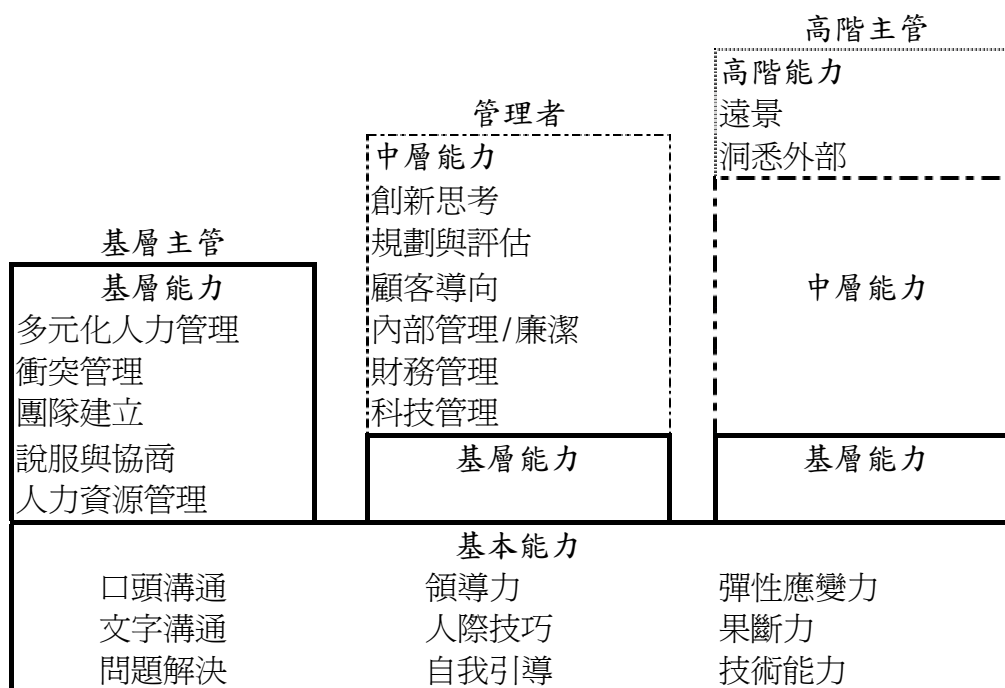 高階主管
高階能力
遠景
洞悉外部
中層能力
基層能力
管理者
中層能力
創新思考
規劃與評估
顧客導向
內部管理/廉潔
財務管理
科技管理
基層能力
基層主管
基層能力
多元化人力管理
衝突管理
團隊建立
說服與協商
人力資源管理
基本能力
口頭溝通 領導力 彈性應變力
文字溝通 人際技巧 果斷力
問題解決 自我引導 技術能力